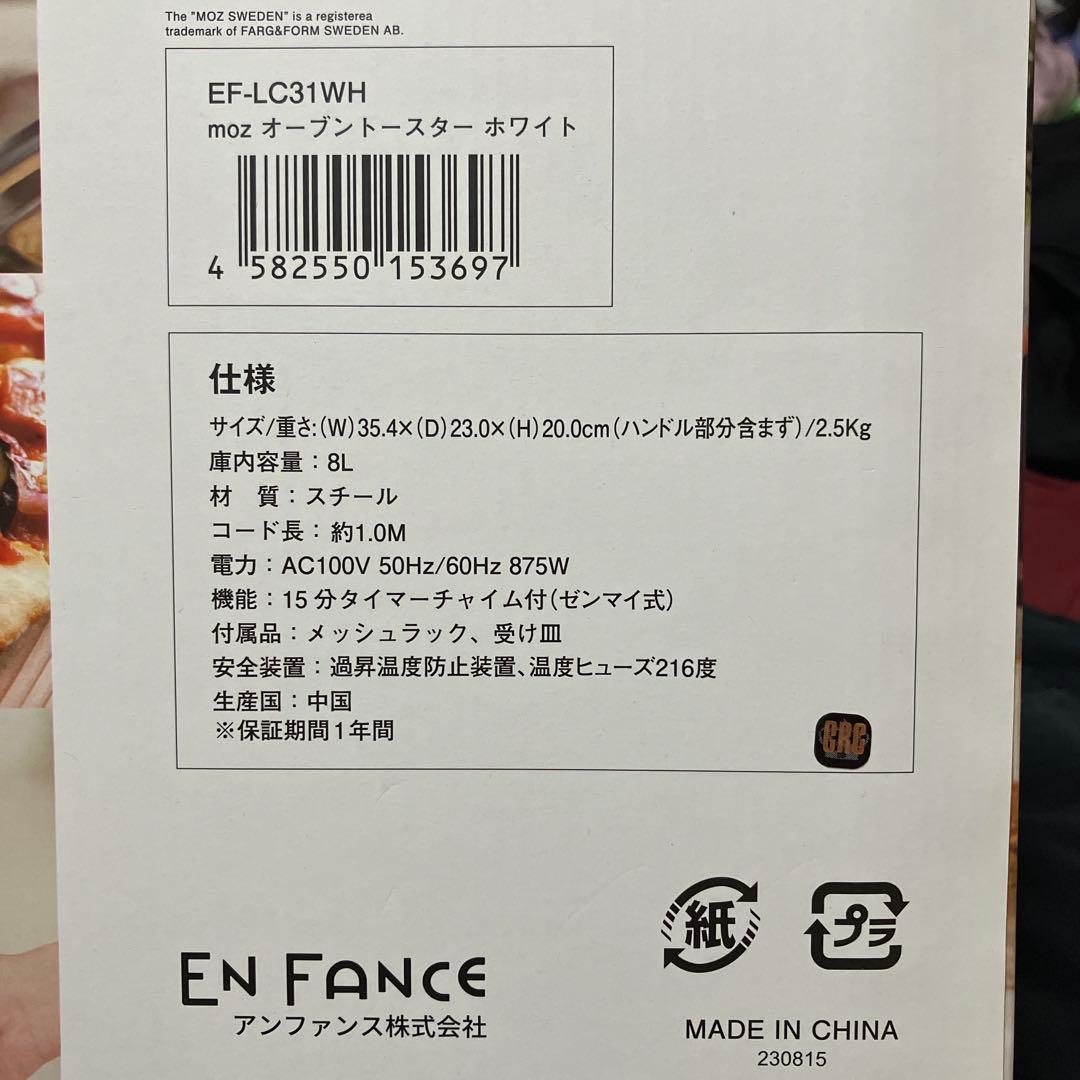 The "MOZ SWEDEN" is a registerea
trademark of FARG&FORM SWEDEN AB.
EF-LC31WH
moz オーブントースター ホワイト
4 582550 153697
仕様
サイズ/重さ:(W)35.4×(D)23.0×(H)20.0cm(ハンドル部分含まず)/2.5Kg
庫内容量:8L
材 質:スチール
コード長:約1.0M
電力:AC100V 50Hz/60Hz 875W
機能:15分タイマーチャイム付(ゼンマイ式)
付属品:メッシュラック、受け皿
安全装置:過昇温度防止装置、温度ヒューズ216度
生産国:中国
※保証期間1年間
CRC
紙
プラ
EN FANCE
アンファンス株式会社
MADE IN CHINA
230815